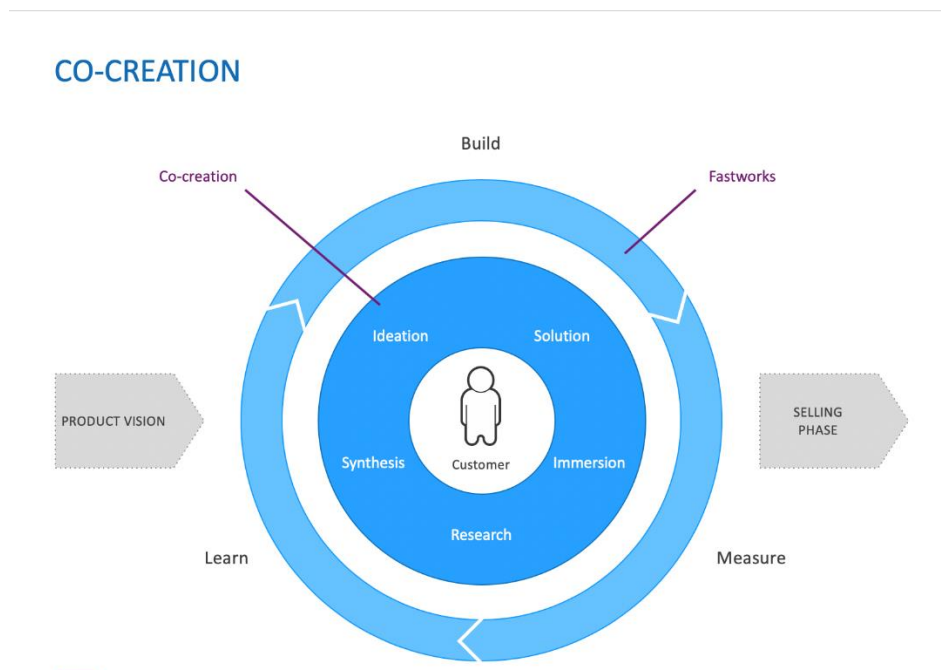 CO-CREATION
Build
Co-creation
Fastworks
Ideation
Solution
PRODUCT VISION
SELLING
PHASE
Synthesis
Customer
Immersion
Research
Learn
Measure